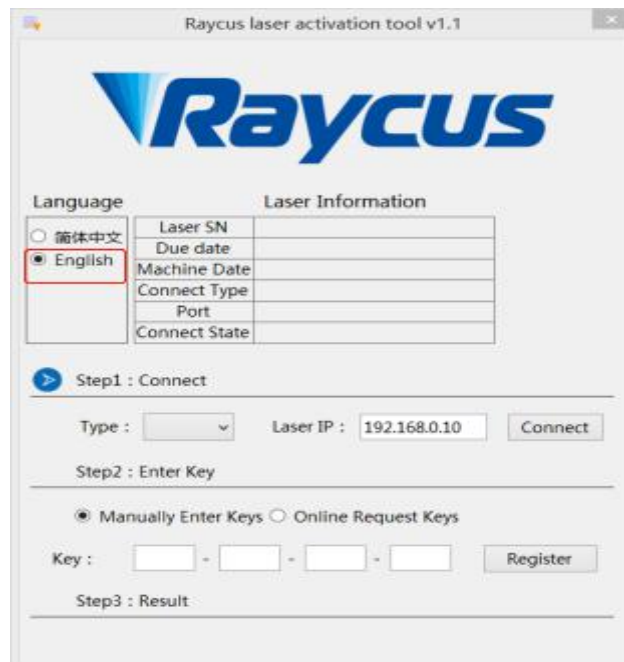 Raycus laser activation tool v1.1
Raycus
Language
Laser Information
简体中文
English
Laser SN
Due date
Machine Date
Connect Type
Port
Connect State
Step1 : Connect
Type : Laser IP : 192.168.0.10 Connect
Step2 : Enter Key
Manually Enter Keys Online Request Keys
Key : - - - Register
Step3 : Result